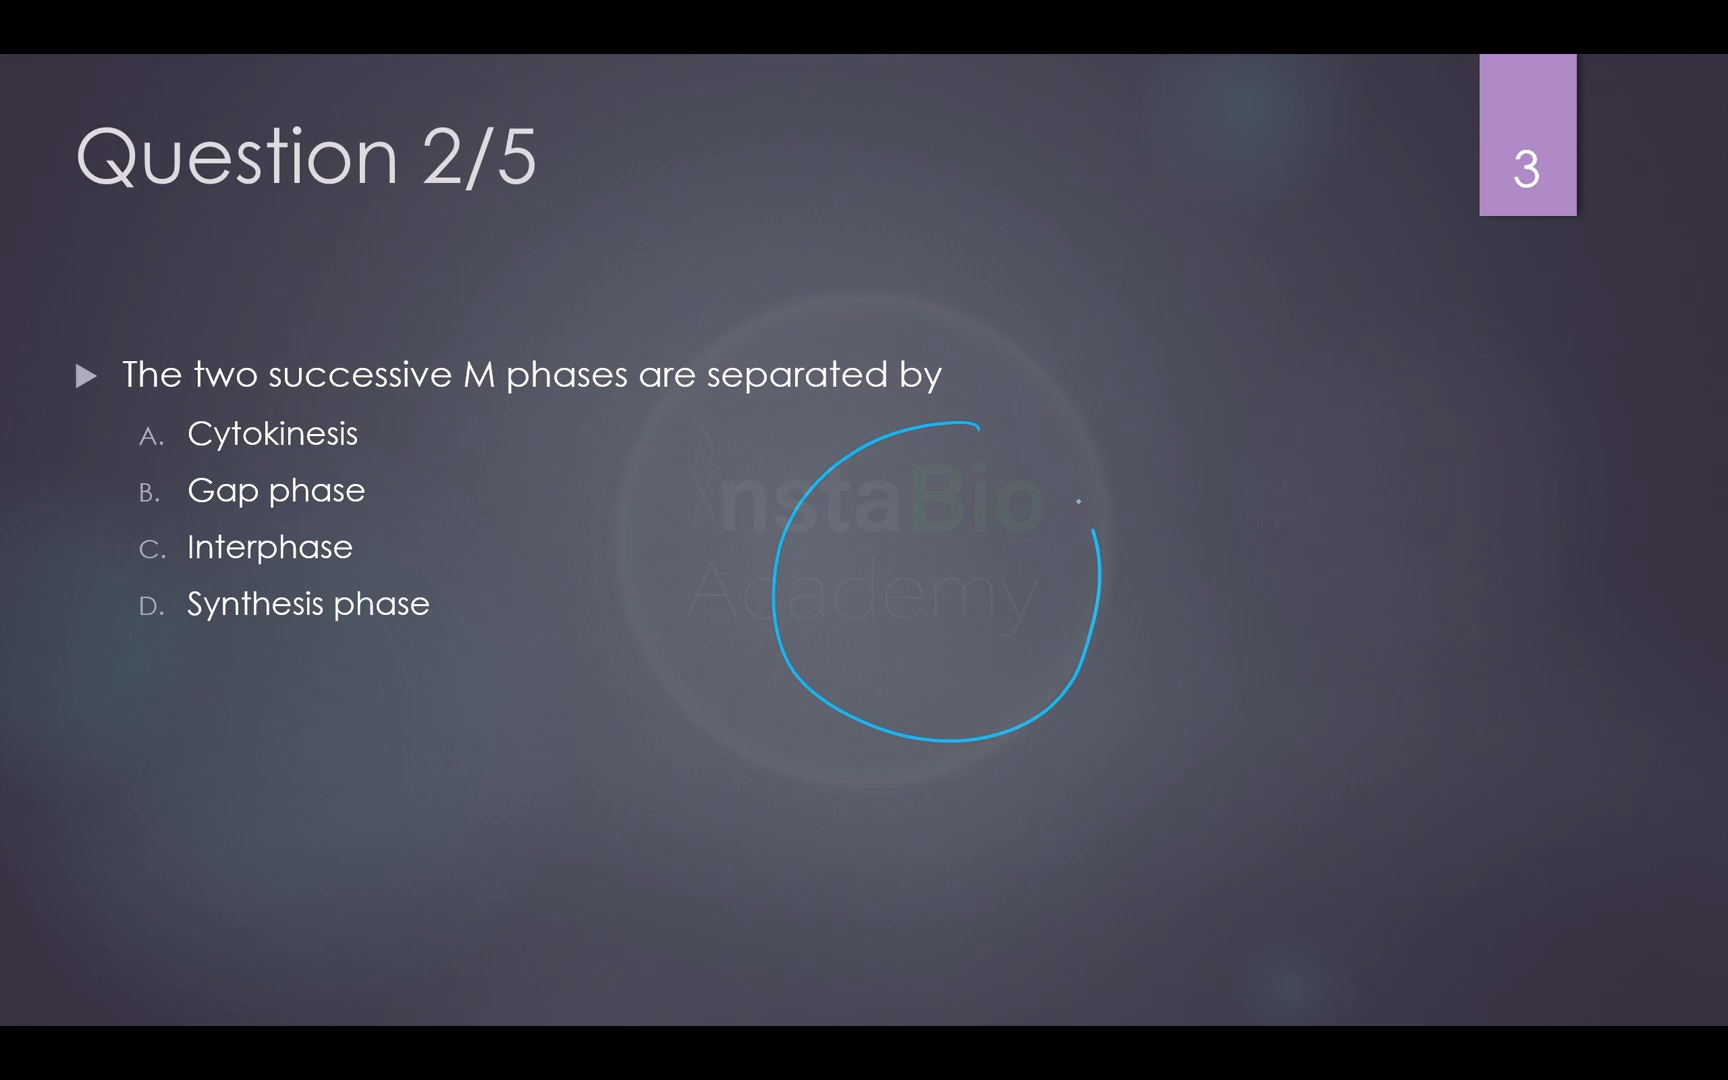 Question 2/5
3
The two successive M phases are separated by
A. Cytokinesis
B. Gap phase
C. Interphase
D. Synthesis phase
InstaBio
Academy